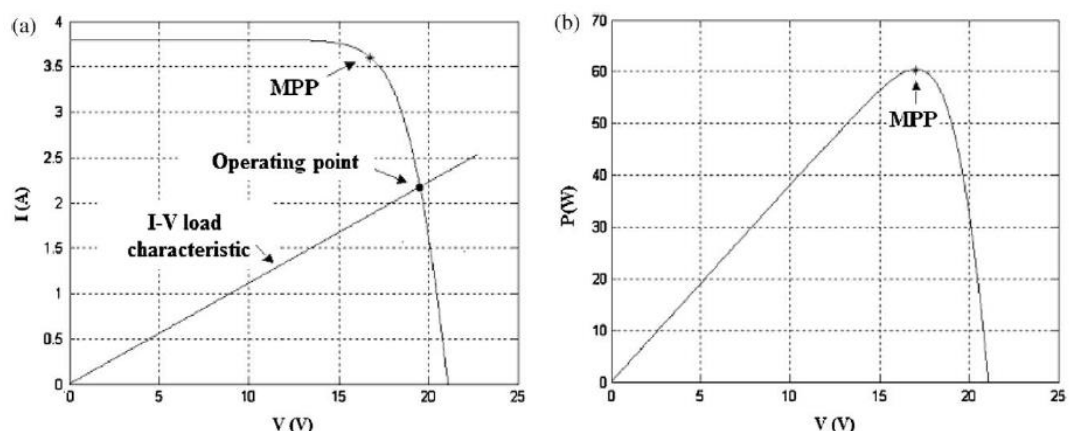 (a)
4
3.5
3
2.5
2
1.5
1
0.5
0
I (A)
MPP
Operating point
I-V load
characteristic
0 5 10 15 20 25
V (V)
(b)
70
60
50
40
30
20
10
0
P(W)
MPP
0 5 10 15 20 25
V (V)